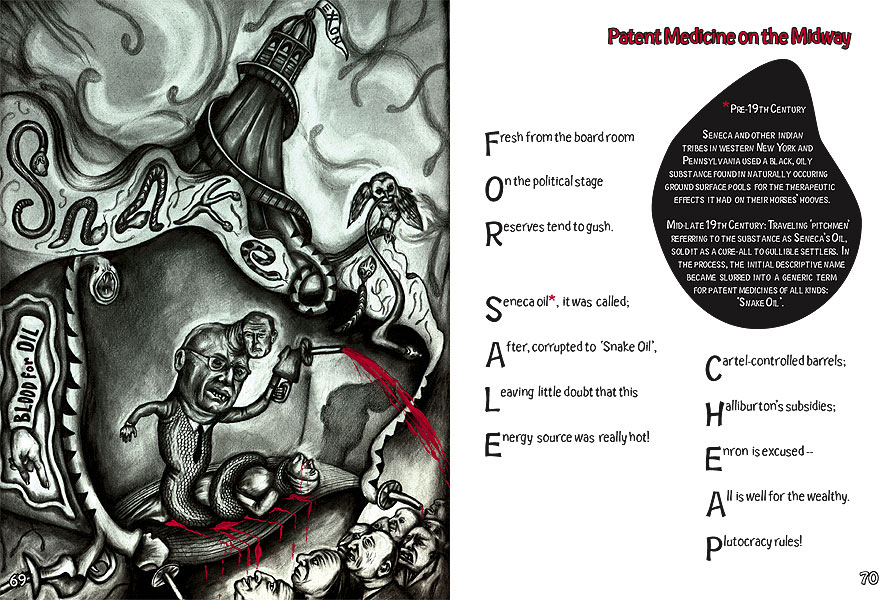 EXXON
Snake
BLOOD for OIL
69
Patent Medicine on the Midway
Fresh from the board room
On the political stage
Reserves tend to gush.
Seneca oil*, it was called;
After, corrupted to 'Snake Oil',
Leaving little doubt that this
Energy source was really hot!
*Pre-19th Century
Seneca and other indian
tribes in western New York and
Pennsylvania used a black, oily
substance found in naturally occuring
ground surface pools for the therapeutic
effects it had on their horses' hooves.
Mid-late 19th Century: Traveling 'pitchmen'
referring to the substance as Seneca's Oil,
sold it as a cure-all to gullible settlers. In
the process, the initial descriptive name
became slurred into a generic term
for patent medicines of all kinds:
'Snake Oil'.
Cartel-controlled barrels;
Halliburton's subsidies;
Enron is excused--
All is well for the wealthy.
Plutocracy rules!
70